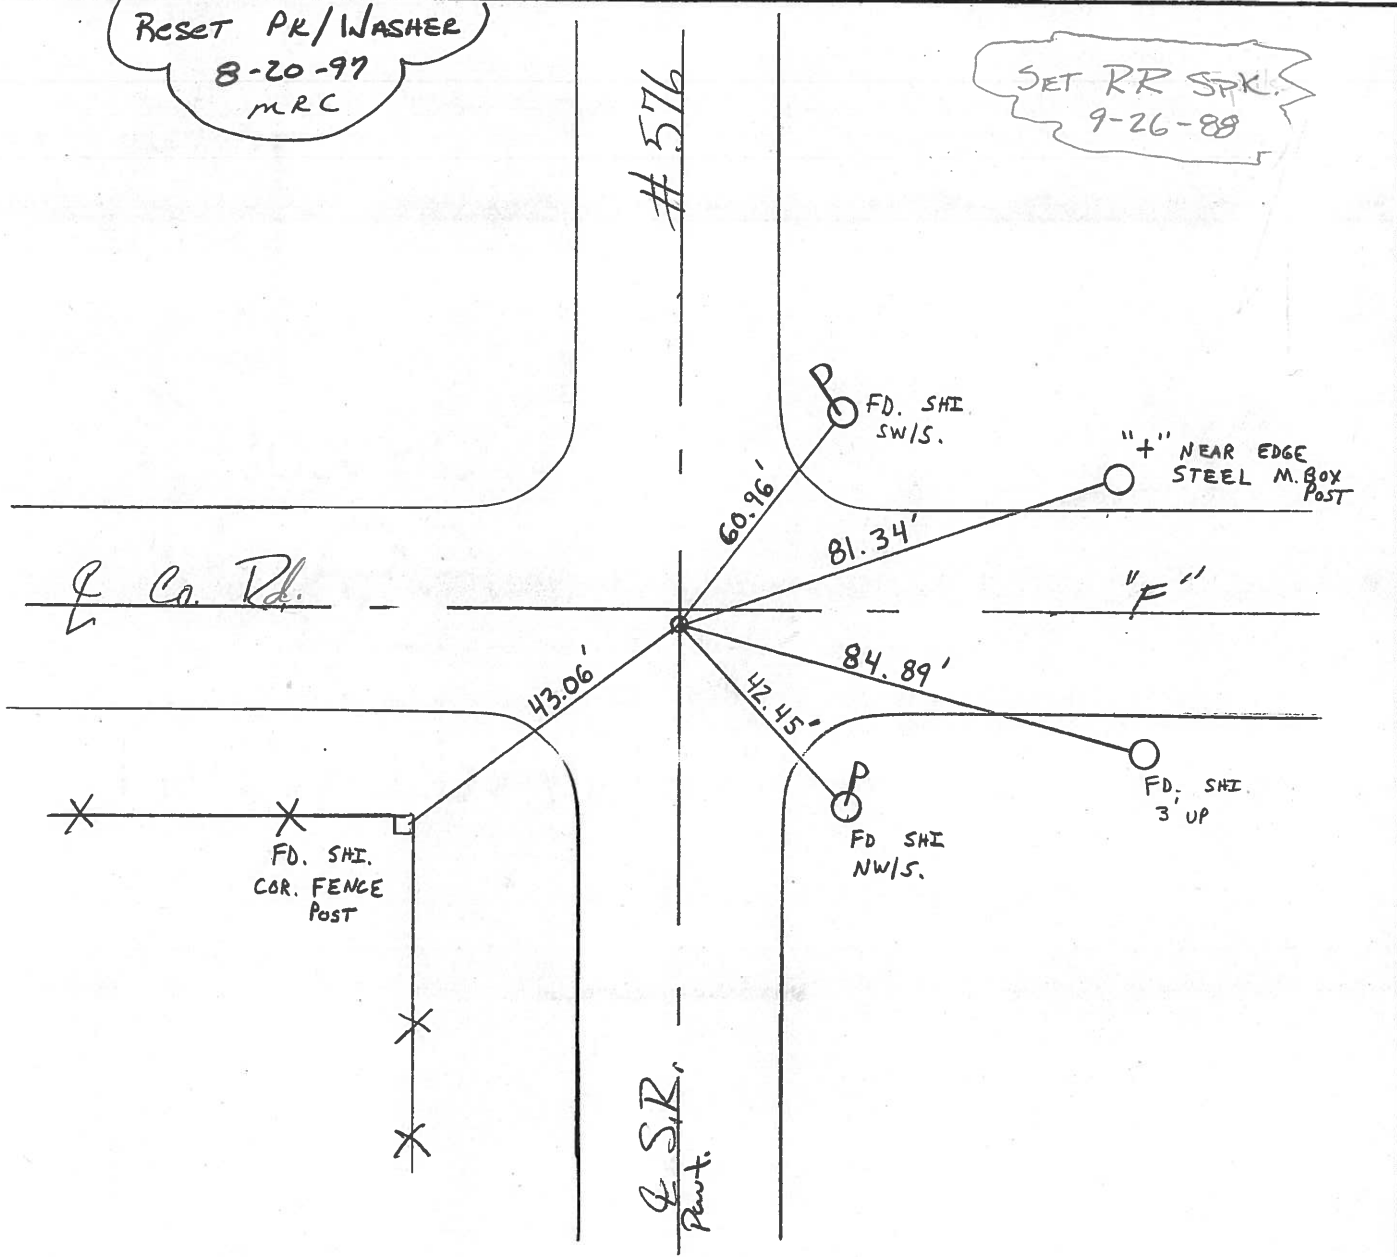 RESET PK/WASHER
8-20-97
MRC
SET RR SPK.
9-26-88
# 576
P
FD. SHI.
SW/S.
"+" NEAR EDGE
STEEL M. BOX
POST
60.96'
81.34'
℄ Co. Rd.
"F"
43.06'
84.89'
42.45'
FD. SHI.
3' UP
P
FD SHI
NW/S.
FD. SHI.
COR. FENCE
POST
℄ S.R.
Pavt.